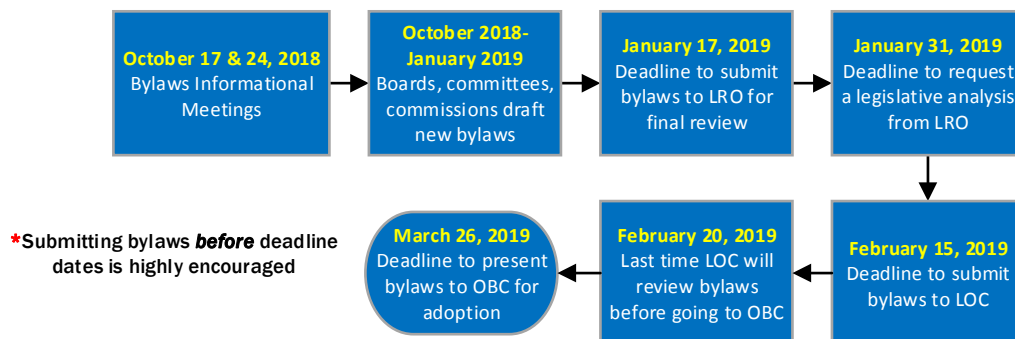 October 17 & 24, 2018
Bylaws Informational
Meetings
October 2018-
January 2019
Boards, committees,
commissions draft
new bylaws
January 17, 2019
Deadline to submit
bylaws to LRO for
final review
January 31, 2019
Deadline to request
a legislative analysis
from LRO
February 15, 2019
Deadline to submit
bylaws to LOC
February 20, 2019
Last time LOC will
review bylaws
before going to OBC
March 26, 2019
Deadline to present
bylaws to OBC for
adoption
*Submitting bylaws before deadline
dates is highly encouraged